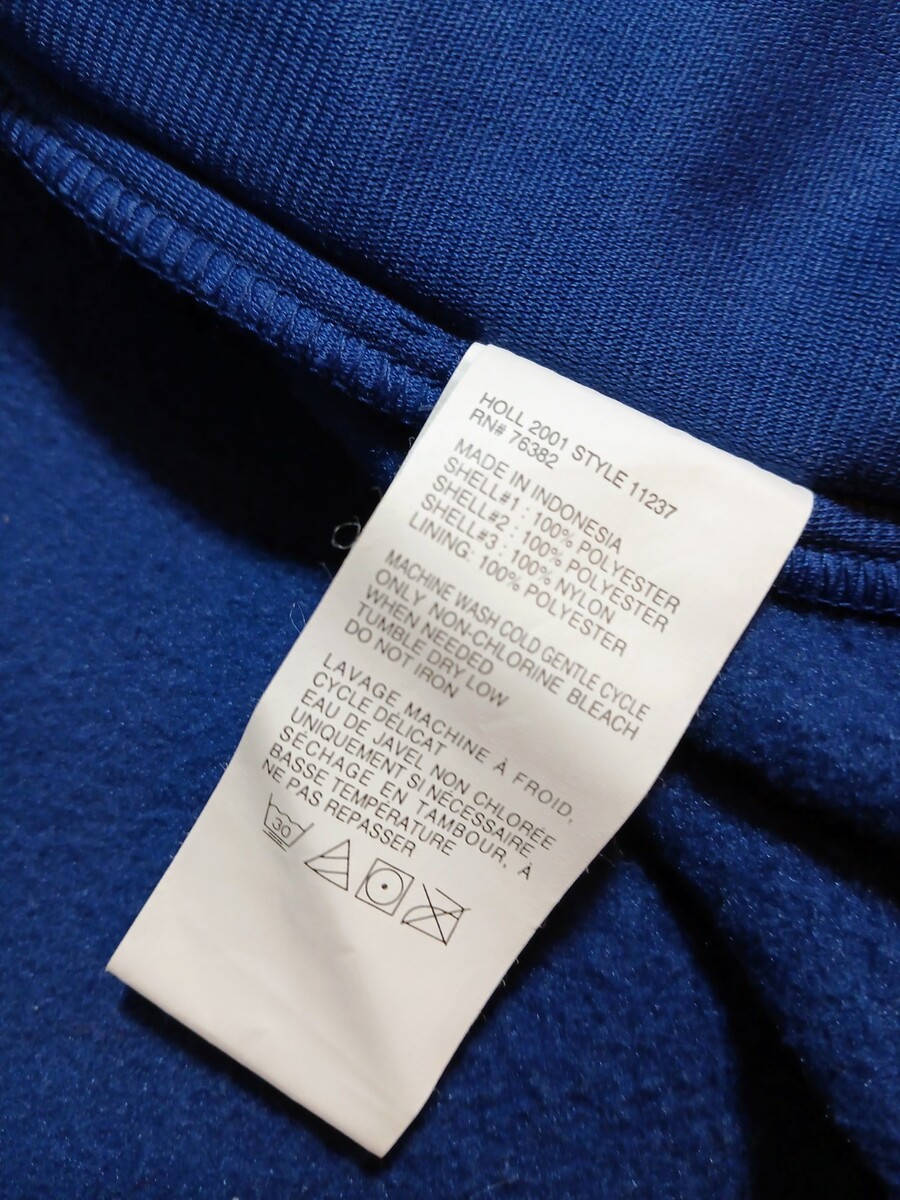 HOLL 2001 STYLE 11237
RN# 76382
MADE IN INDONESIA
SHELL#1 : 100% POLYESTER
SHELL#2 : 100% POLYESTER
SHELL#3 : 100% NYLON
LINING: 100% POLYESTER
MACHINE WASH COLD GENTLE CYCLE
ONLY NON-CHLORINE BLEACH
WHEN NEEDED
TUMBLE DRY LOW
DO NOT IRON
LAVAGE MACHINE À FROID,
CYCLE DÉLICAT
EAU DE JAVEL NON CHLORÉE
UNIQUEMENT SI NÉCESSAIRE,
SÉCHAGE EN TAMBOUR, À
BASSE TEMPÉRATURE
NE PAS REPASSER
30